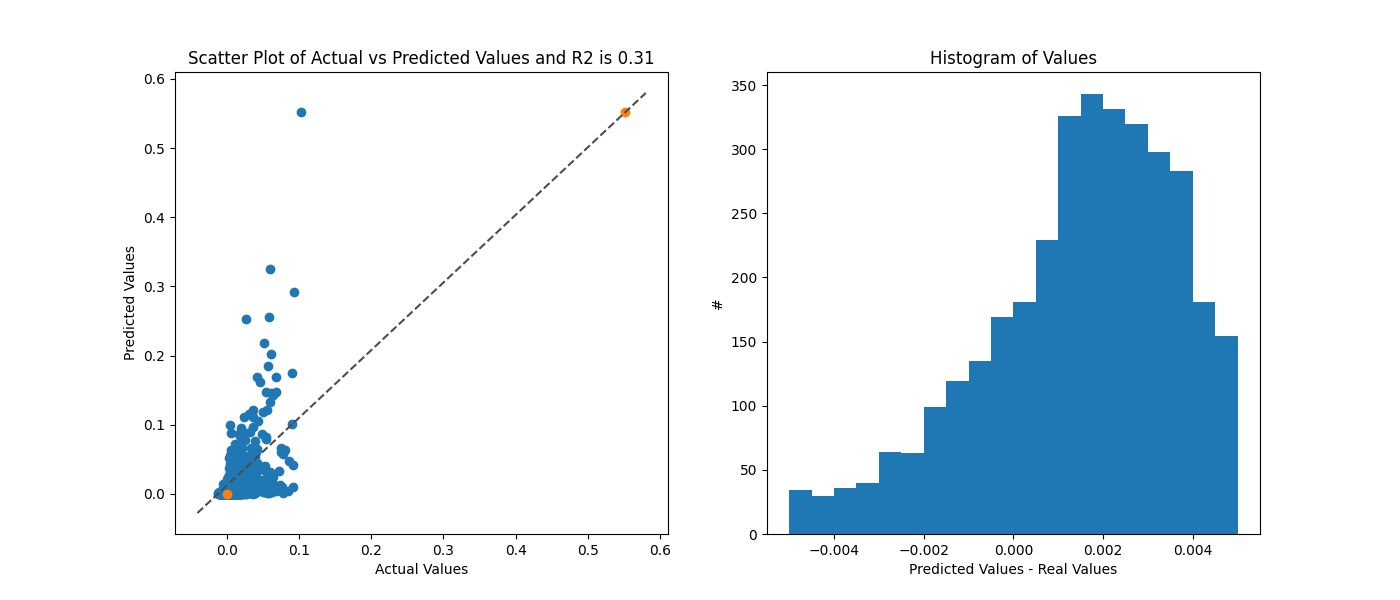 Scatter Plot of Actual vs Predicted Values and R2 is 0.31
0.6
0.5
0.4
0.3
0.2
0.1
0.0
Predicted Values
0.0 0.1 0.2 0.3 0.4 0.5 0.6
Actual Values
Histogram of Values
350
300
250
200
150
100
50
0
#
−0.004 −0.002 0.000 0.002 0.004
Predicted Values - Real Values